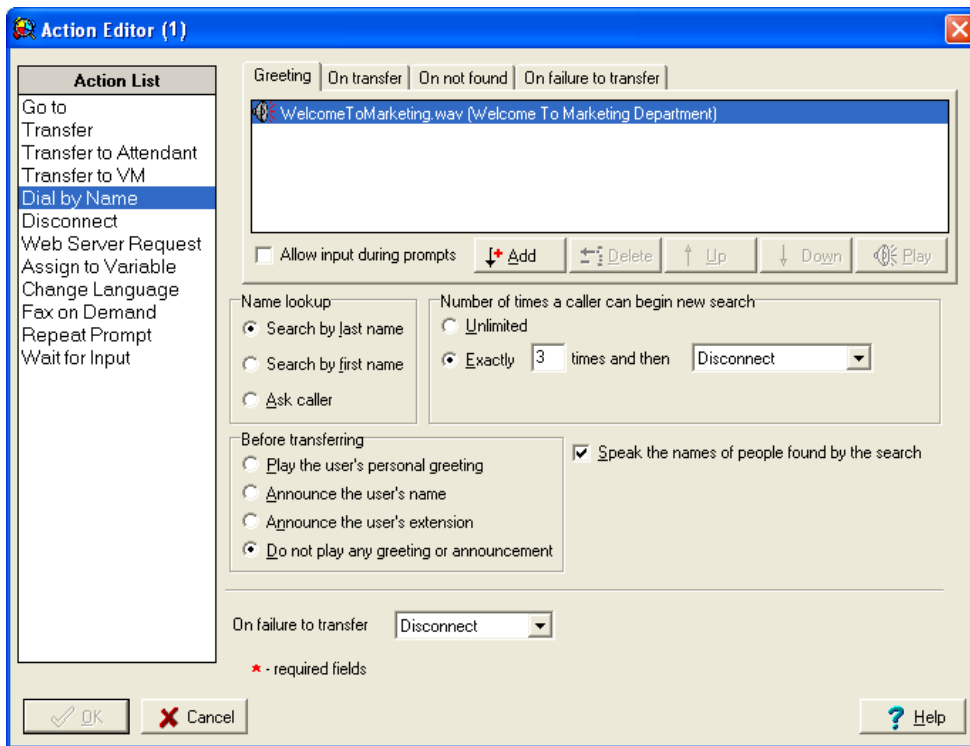 Action Editor (1)
Action List
Go to
Transfer
Transfer to Attendant
Transfer to VM
Dial by Name
Disconnect
Web Server Request
Assign to Variable
Change Language
Fax on Demand
Repeat Prompt
Wait for Input
Greeting On transfer On not found On failure to transfer
WelcomeToMarketing.wav (Welcome To Marketing Department)
Allow input during prompts Add Delete Up Down Play
Name lookup
Search by last name
Search by first name
Ask caller
Number of times a caller can begin new search
Unlimited
Exactly 3 times and then Disconnect
Before transferring
Play the user's personal greeting
Announce the user's name
Announce the user's extension
Do not play any greeting or announcement
Speak the names of people found by the search
On failure to transfer Disconnect
* - required fields
OK Cancel Help